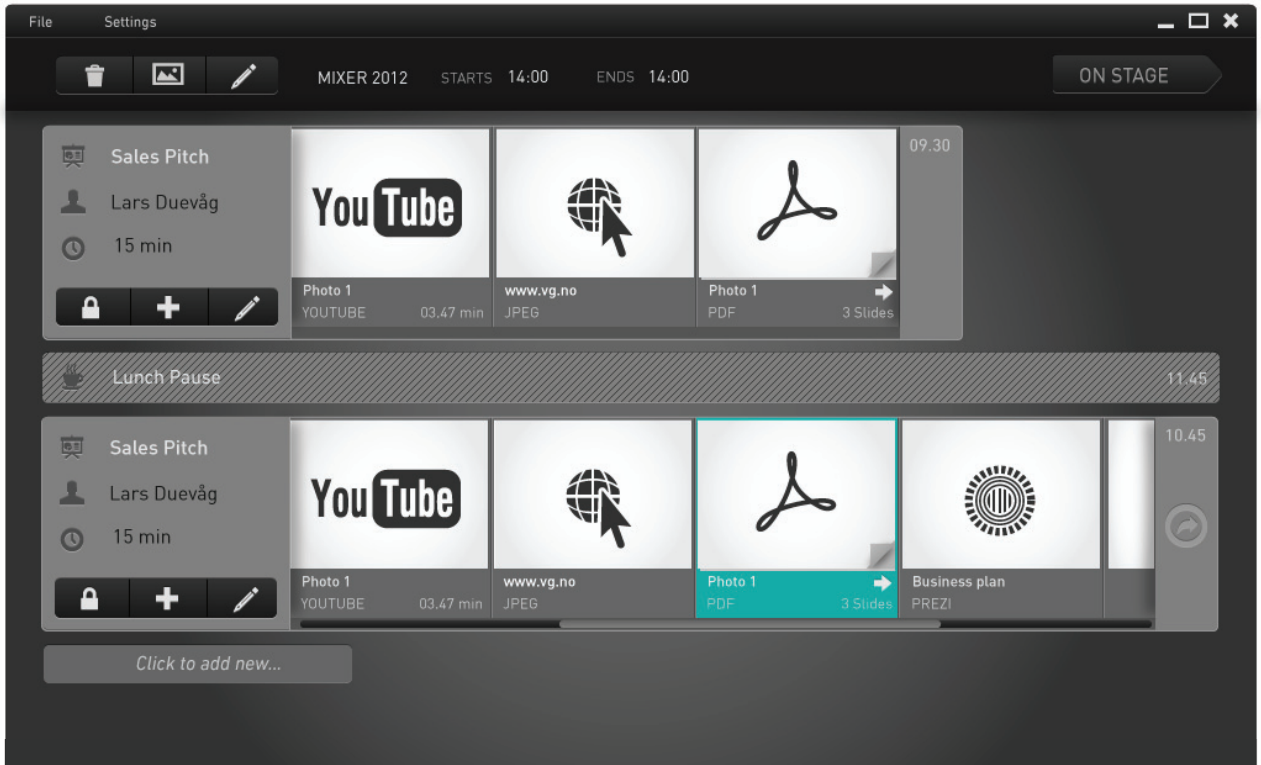 File Settings
MIXER 2012 STARTS 14:00 ENDS 14:00 ON STAGE
Sales Pitch
Lars Duevåg
15 min
YouTube
Photo 1
YOUTUBE 03.47 min
www.vg.no
JPEG
Photo 1
PDF 3 Slides
09.30
Lunch Pause 11.45
Sales Pitch
Lars Duevåg
15 min
YouTube
Photo 1
YOUTUBE 03.47 min
www.vg.no
JPEG
Photo 1
PDF 3 Slides
Business plan
PREZI
10.45
Click to add new...